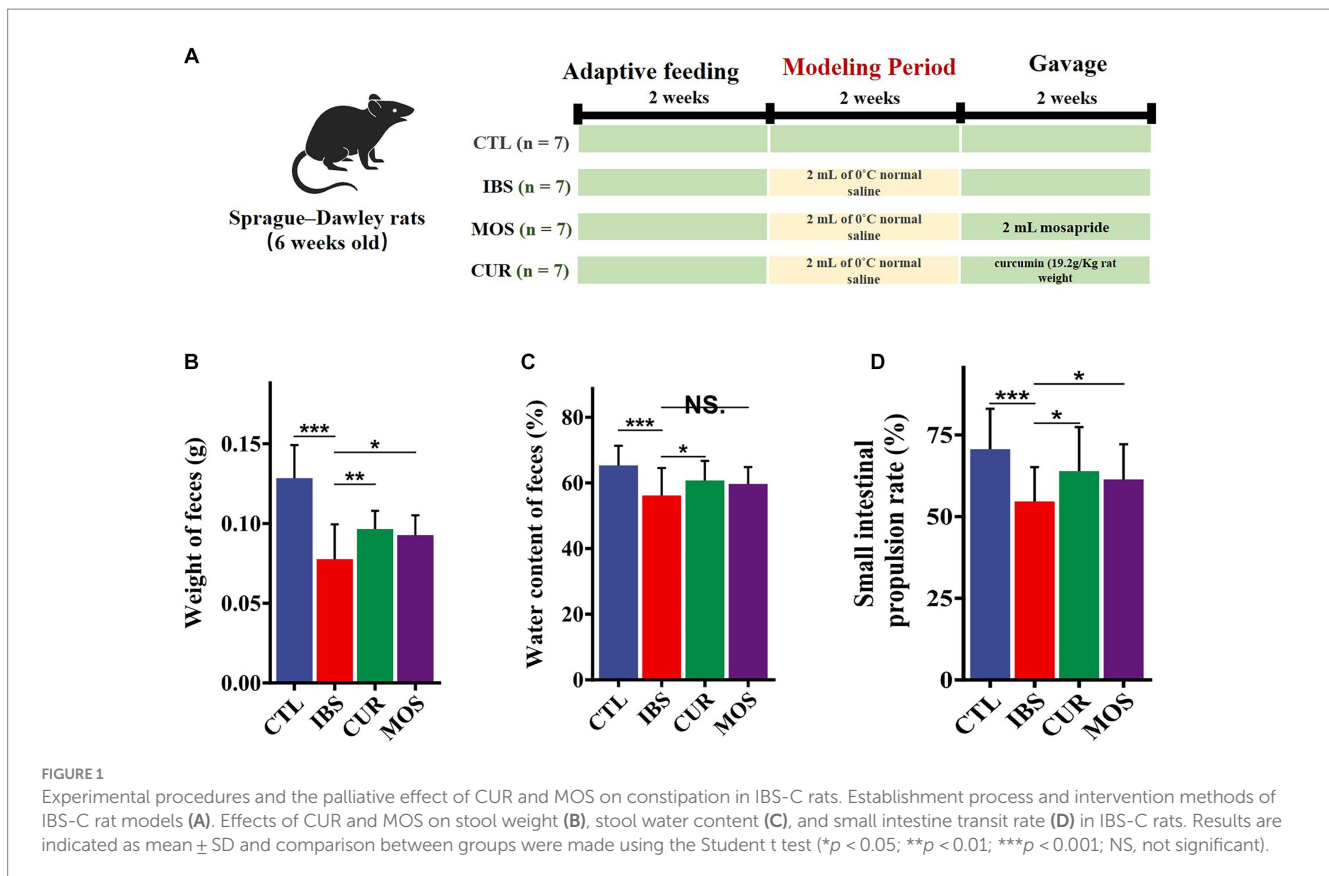 A
Adaptive feeding
Modeling Period
Gavage
2 weeks
2 weeks
2 weeks
Sprague–Dawley rats
(6 weeks old)
CTL (n = 7)
IBS (n = 7)
2 mL of 0°C normal
saline
MOS (n = 7)
2 mL of 0°C normal
saline
2 mL mosapride
CUR (n = 7)
2 mL of 0°C normal
saline
curcumin (19.2g/Kg rat
weight
B
Weight of feces (g)
0.15
0.10
0.05
0.00
***
**
*
CTL
IBS
CUR
MOS
C
Water content of feces (%)
80
60
40
20
0
***
*
NS.
CTL
IBS
CUR
MOS
D
Small intestinal
propulsion rate (%)
75
50
25
0
***
*
*
CTL
IBS
CUR
MOS
FIGURE 1
Experimental procedures and the palliative effect of CUR and MOS on constipation in IBS-C rats. Establishment process and intervention methods of
IBS-C rat models (A). Effects of CUR and MOS on stool weight (B), stool water content (C), and small intestine transit rate (D) in IBS-C rats. Results are
indicated as mean ± SD and comparison between groups were made using the Student t test (*p < 0.05; **p < 0.01; ***p < 0.001; NS, not significant).